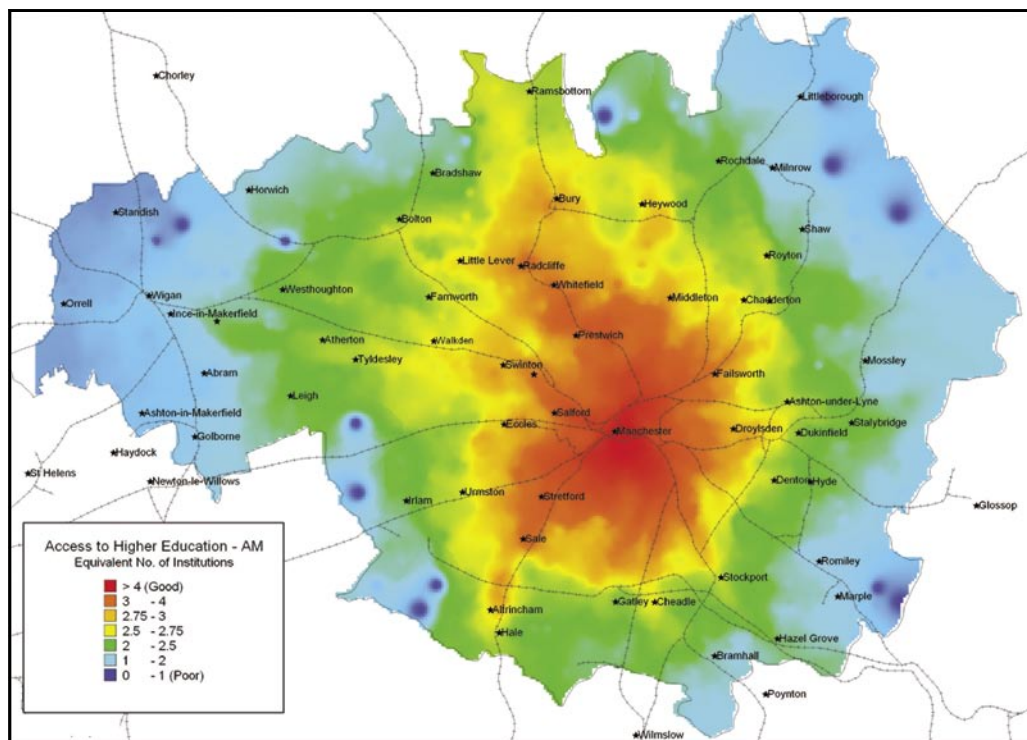 Chorley
Ramsbottom
Littleborough
Rochdale
Milnrow
Bradshaw
Horwich
Bury
Heywood
Standish
Bolton
Shaw
Royton
Little Lever
Radcliffe
Whitefield
Westhoughton
Farnworth
Middleton
Chadderton
Wigan
Orrell
Ince-in-Makerfield
Prestwich
Atherton
Walkden
Tyldesley
Swinton
Failsworth
Mossley
Abram
Leigh
Ashton-under-Lyne
Ashton-in-Makerfield
Salford
Eccles
Manchester
Droylsden
Dukinfield
Stalybridge
Golborne
Haydock
St Helens
Newton-le-Willows
Denton
Hyde
Irlam
Urmston
Stretford
Glossop
Sale
Romiley
Stockport
Marple
Altrincham
Gatley
Cheadle
Hale
Hazel Grove
Bramhall
Poynton
Wilmslow
Access to Higher Education - AM
Equivalent No. of Institutions
> 4 (Good)
3 - 4
2.75 - 3
2.5 - 2.75
2 - 2.5
1 - 2
0 - 1 (Poor)